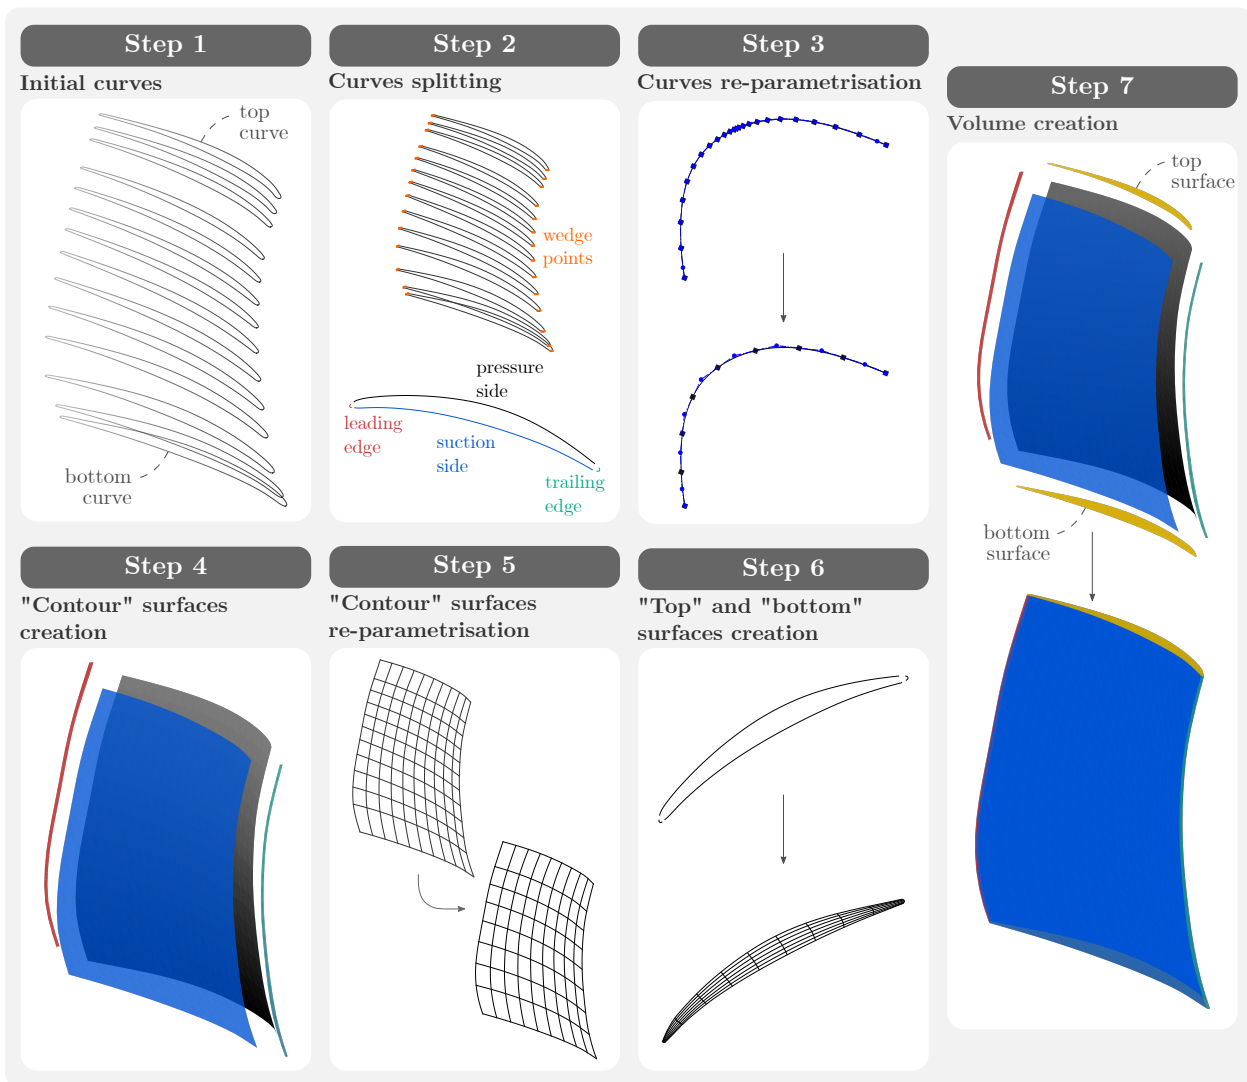 Step 1
Initial curves
top
curve
bottom
curve
Step 2
Curves splitting
wedge
points
pressure
side
leading
edge
suction
side
trailing
edge
Step 3
Curves re-parametrisation
Step 4
"Contour" surfaces
creation
Step 5
"Contour" surfaces
re-parametrisation
Step 6
"Top" and "bottom"
surfaces creation
Step 7
Volume creation
top
surface
bottom
surface